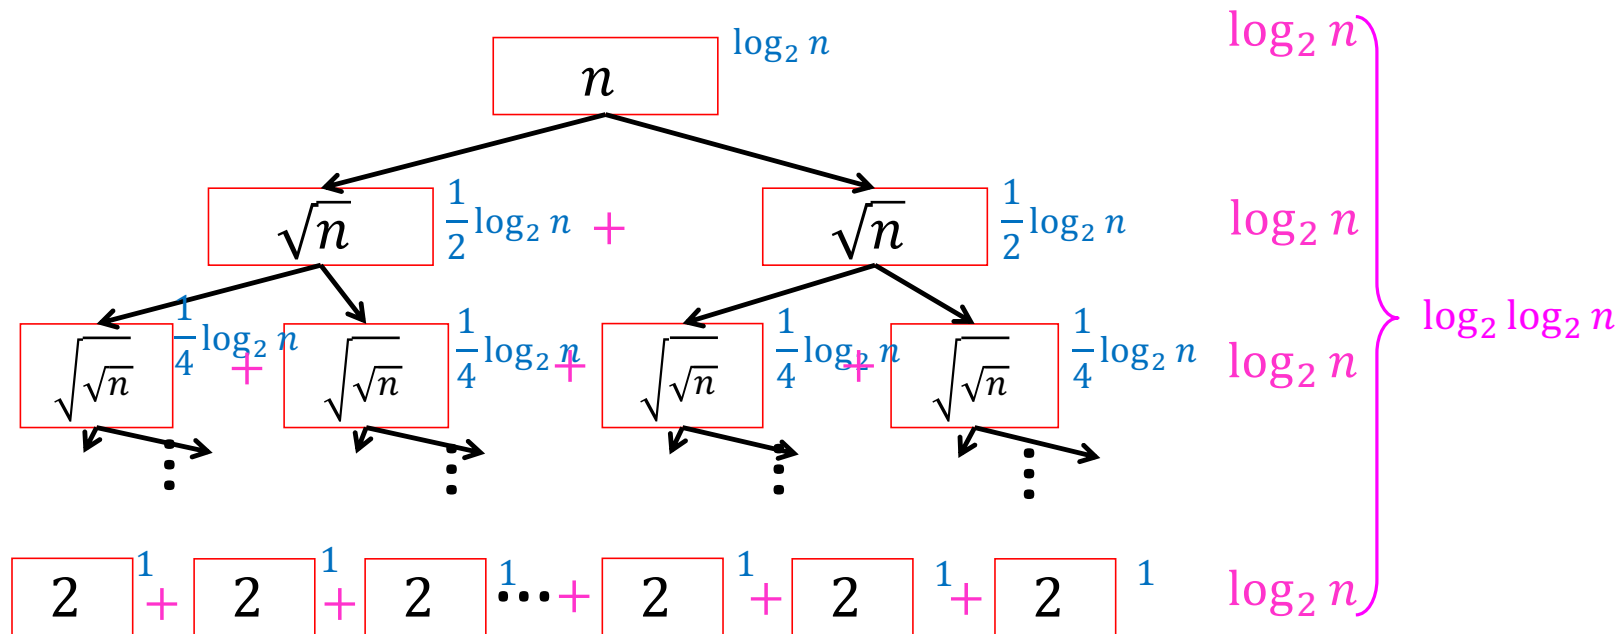 n log₂ n log₂ n
√n ½ log₂ n + √n ½ log₂ n log₂ n
√√n ¼ log₂ n + √√n ¼ log₂ n + √√n ¼ log₂ n + √√n ¼ log₂ n log₂ n
log₂ log₂ n
2 1 + 2 1 + 2 1 ⋯ + 2 1 + 2 1 + 2 1 log₂ n